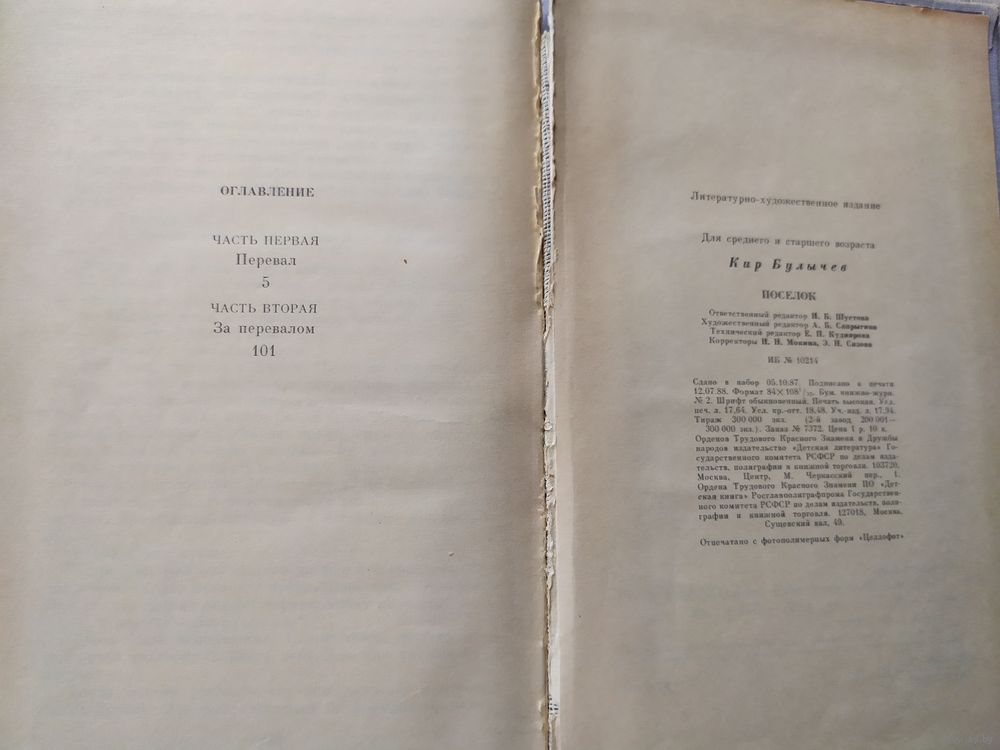 ОГЛАВЛЕНИЕ
ЧАСТЬ ПЕРВАЯ
Перевал
5
ЧАСТЬ ВТОРАЯ
За перевалом
101
Литературно-художественное издание
Для среднего и старшего возраста
Кир Булычев
ПОСЕЛОК
Ответственный редактор И. Б. Шустова
Художественный редактор А. Б. Сапрыгина
Технический редактор Е. П. Кудиярова
Корректоры И. Н. Мокина, Э. Н. Сизова
ИБ № 10214
Сдано в набор 05.10.87. Подписано к печати
12.07.88. Формат 84×108¹/₃₂. Бум. книжно-журн.
№ 2. Шрифт обыкновенный. Печать высокая. Усл.
печ. л. 17,64. Усл. кр.-отт. 18,48. Уч.-изд. л. 17,94.
Тираж 300 000 экз. (2-й завод 200 001—
300 000 экз.). Заказ № 7372. Цена 1 р. 10 к.
Орденов Трудового Красного Знамени и Дружбы
народов издательство «Детская литература» Го-
сударственного комитета РСФСР по делам изда-
тельств, полиграфии и книжной торговли. 103720,
Москва, Центр, М. Черкасский пер., 1.
Ордена Трудового Красного Знамени ПО «Дет-
ская книга» Росглавполиграфпрома Государствен-
ного комитета РСФСР по делам издательств, поли-
графии и книжной торговли. 127018, Москва,
Сущевский вал, 49.
Отпечатано с фотополимерных форм «Целлофот»